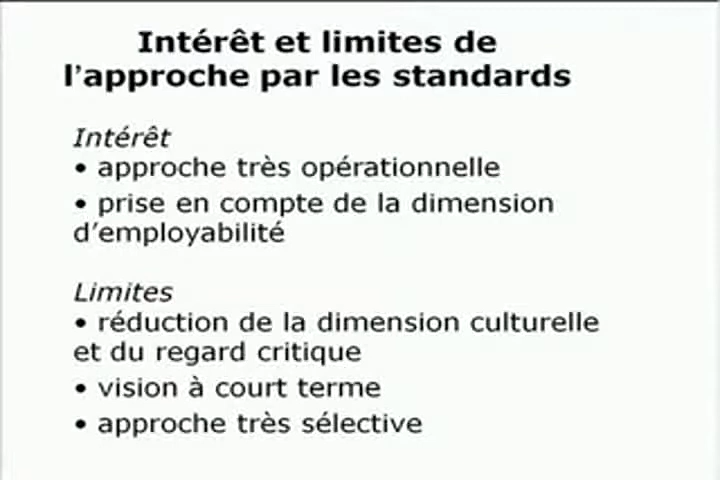 Intérêt et limites de
l’approche par les standards
Intérêt
• approche très opérationnelle
• prise en compte de la dimension
d’employabilité
Limites
• réduction de la dimension culturelle
et du regard critique
• vision à court terme
• approche très sélective